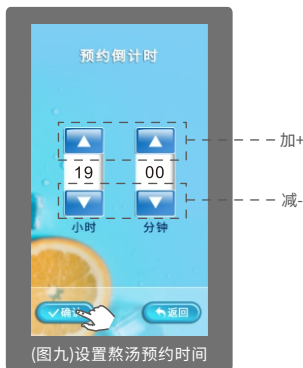 预约倒计时
加+
19 00
减-
小时 分钟
确认
返回
(图九)设置熬汤预约时间